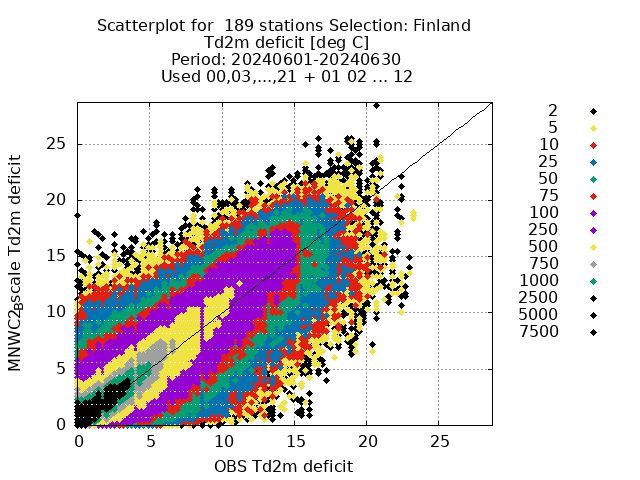 Scatterplot for 189 stations Selection: Finland
Td2m deficit [deg C]
Period: 20240601-20240630
Used 00,03,...,21 + 01 02 ... 12
MNWC2.5scale Td2m deficit
25
20
15
10
5
0
0 5 10 15 20 25
OBS Td2m deficit
2
5
10
25
50
75
100
250
500
750
1000
2500
5000
7500